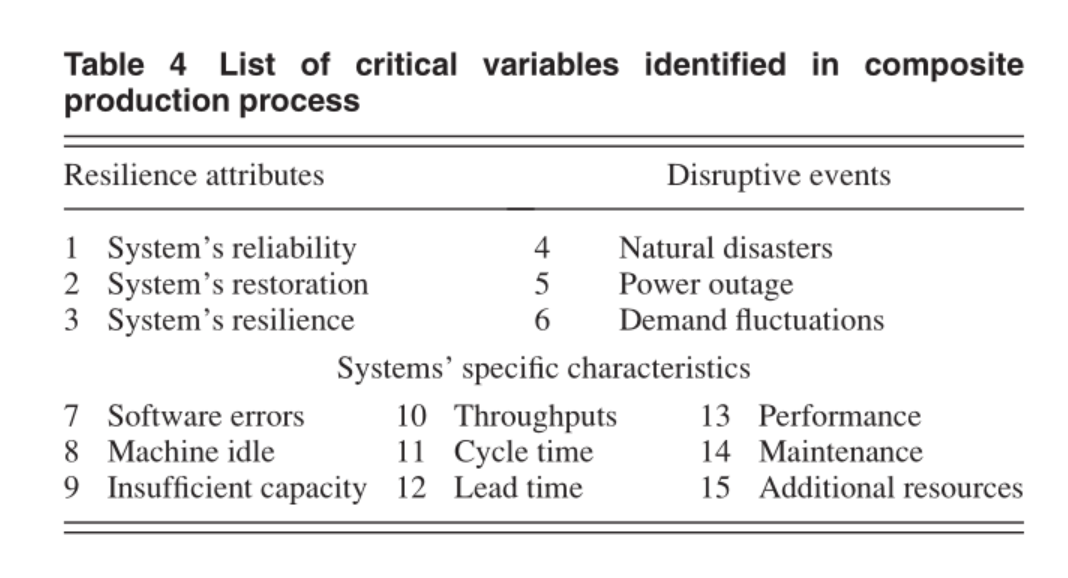 Table 4 List of critical variables identified in composite
production process
Resilience attributes Disruptive events
1 System's reliability 4 Natural disasters
2 System's restoration 5 Power outage
3 System's resilience 6 Demand fluctuations
Systems' specific characteristics
7 Software errors 10 Throughputs 13 Performance
8 Machine idle 11 Cycle time 14 Maintenance
9 Insufficient capacity 12 Lead time 15 Additional resources